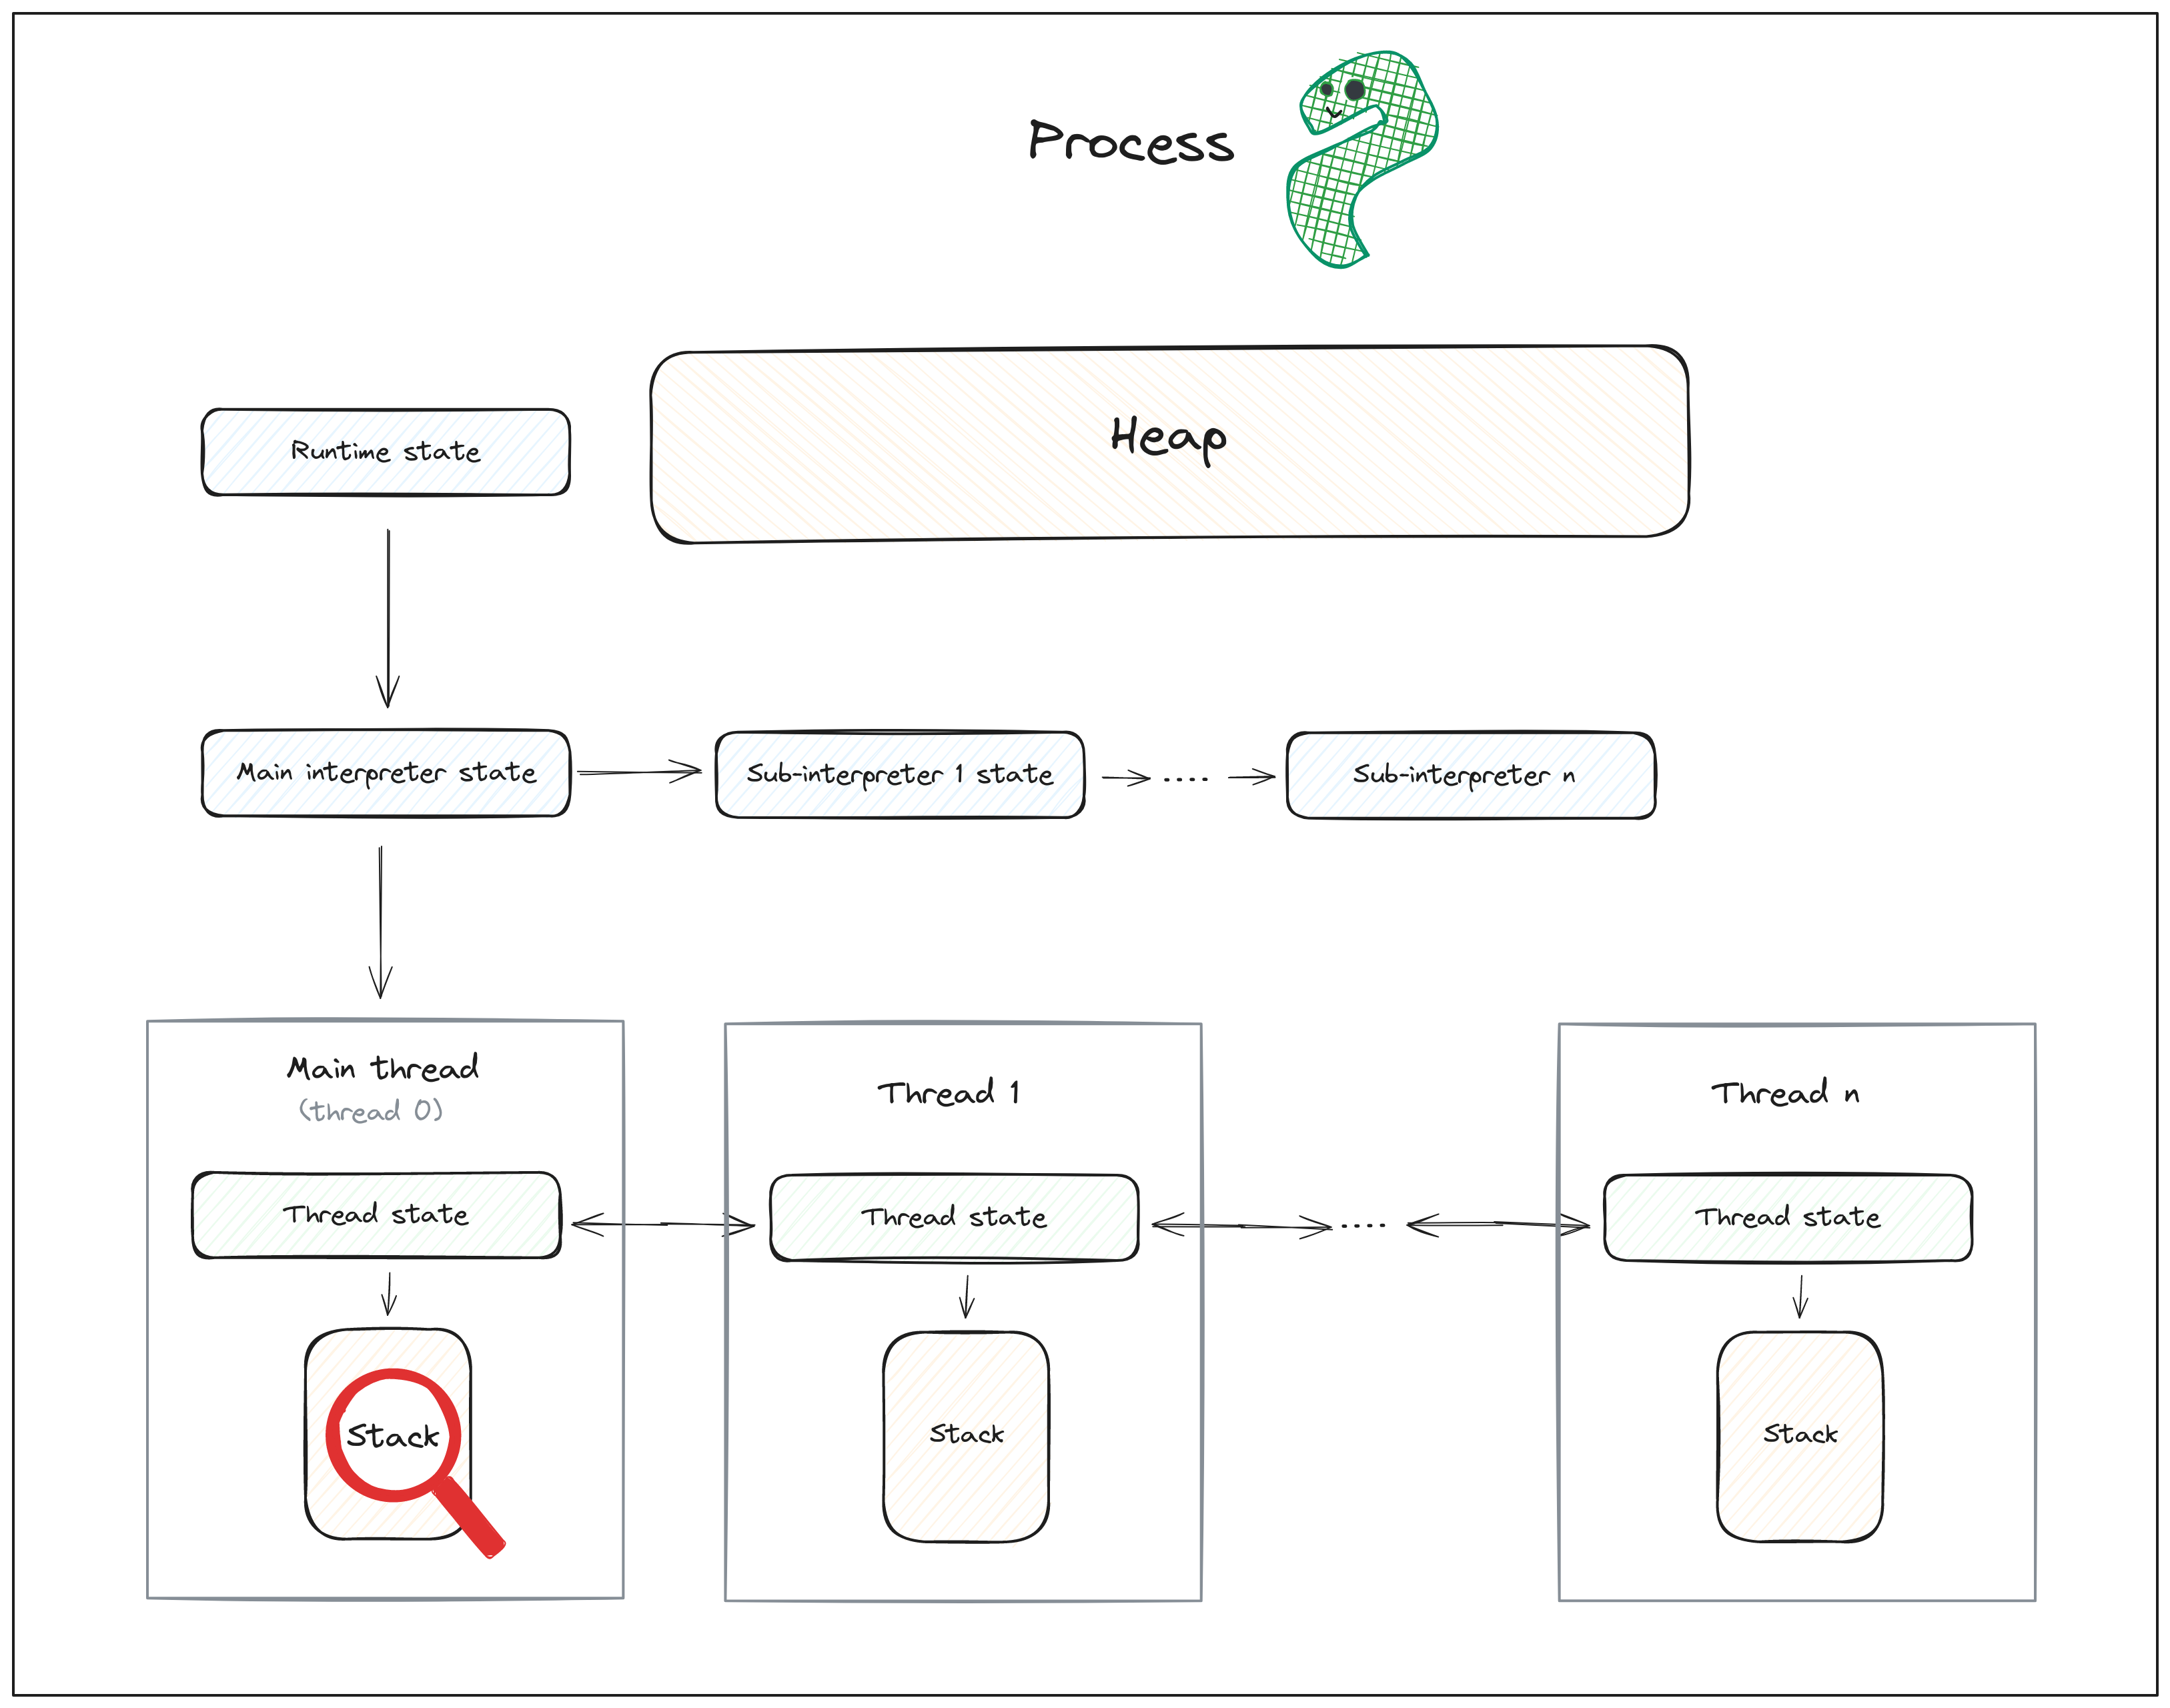 Process
Heap
Runtime state
Main interpreter state
Sub-interpreter 1 state
....
Sub-interpreter n
Main thread
(thread 0)
Thread state
Stack
Thread 1
Thread state
Stack
....
Thread n
Thread state
Stack